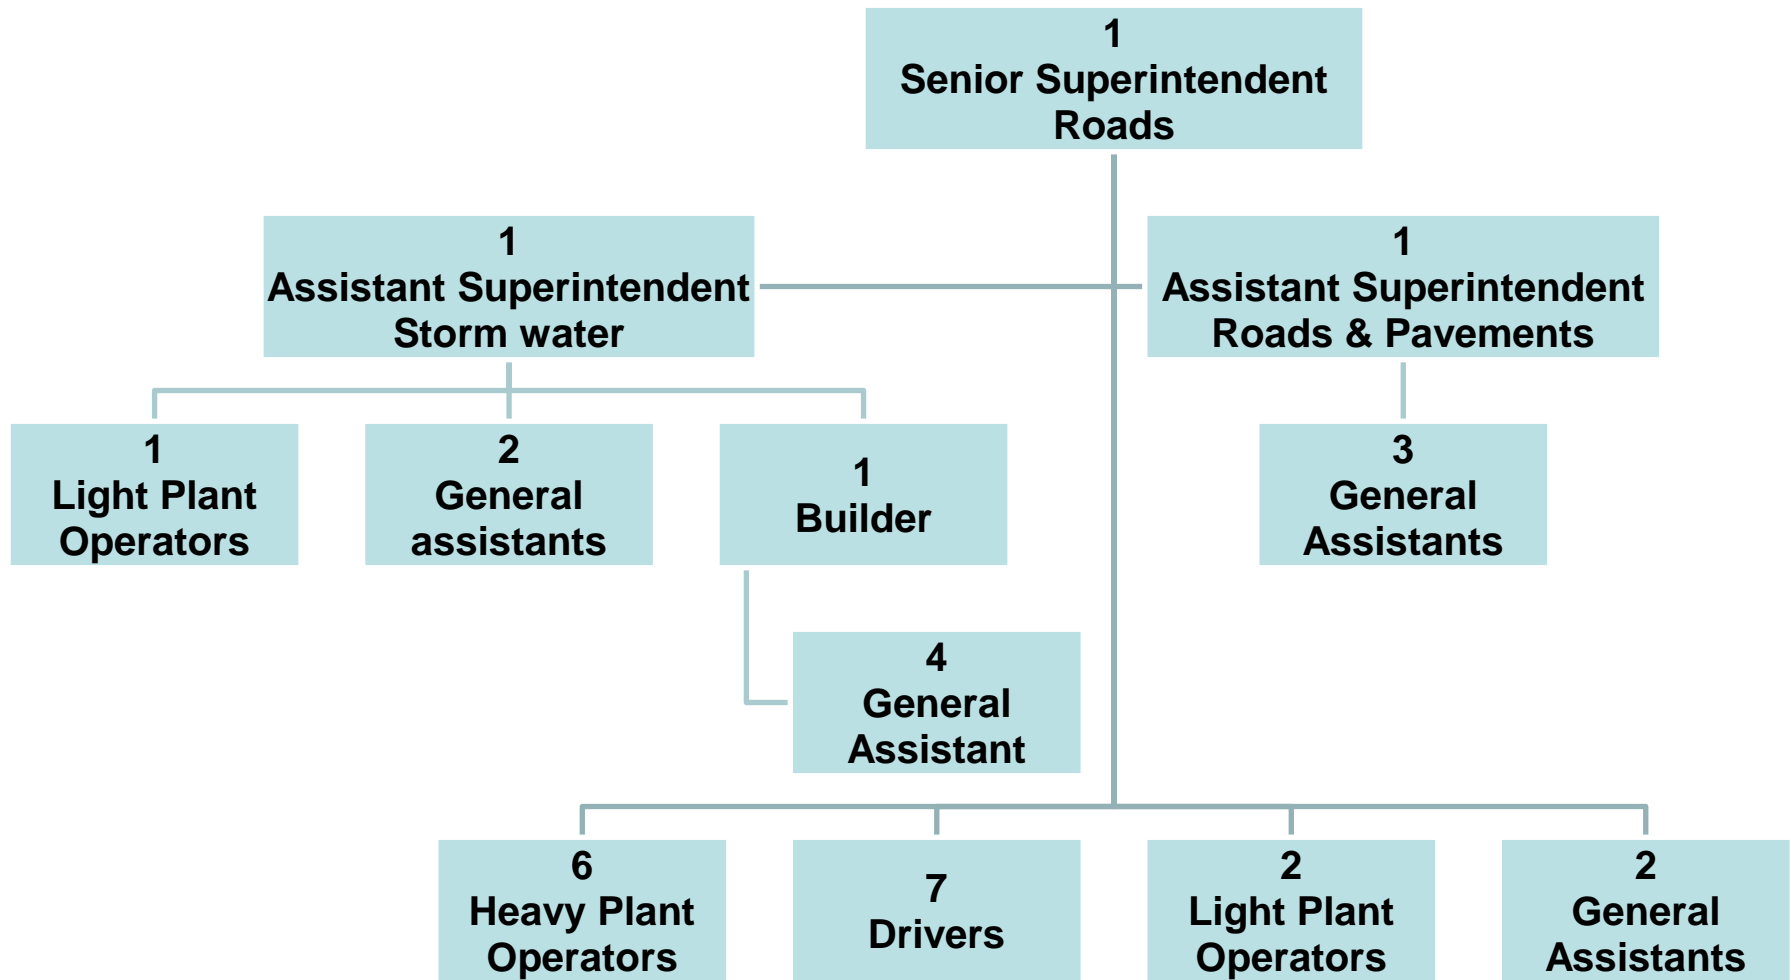 1
Senior Superintendent
Roads
1
Assistant Superintendent
Storm water
1
Assistant Superintendent
Roads & Pavements
1
Light Plant
Operators
2
General
assistants
1
Builder
3
General
Assistants
4
General
Assistant
6
Heavy Plant
Operators
7
Drivers
2
Light Plant
Operators
2
General
Assistants